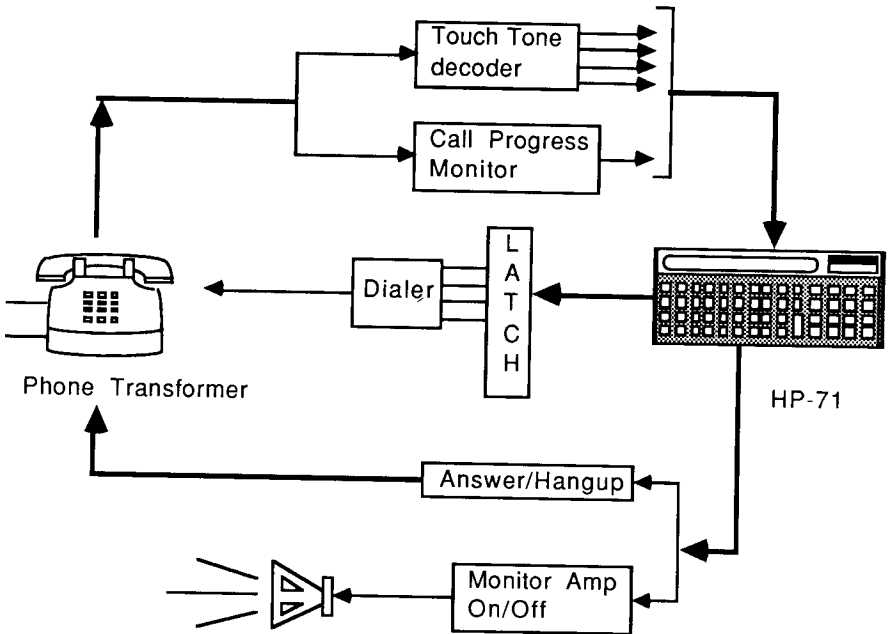 Touch Tone
decoder
Call Progress
Monitor
L
A
T
C
H
Dialer
Phone Transformer
HP-71
Answer/Hangup
Monitor Amp
On/Off